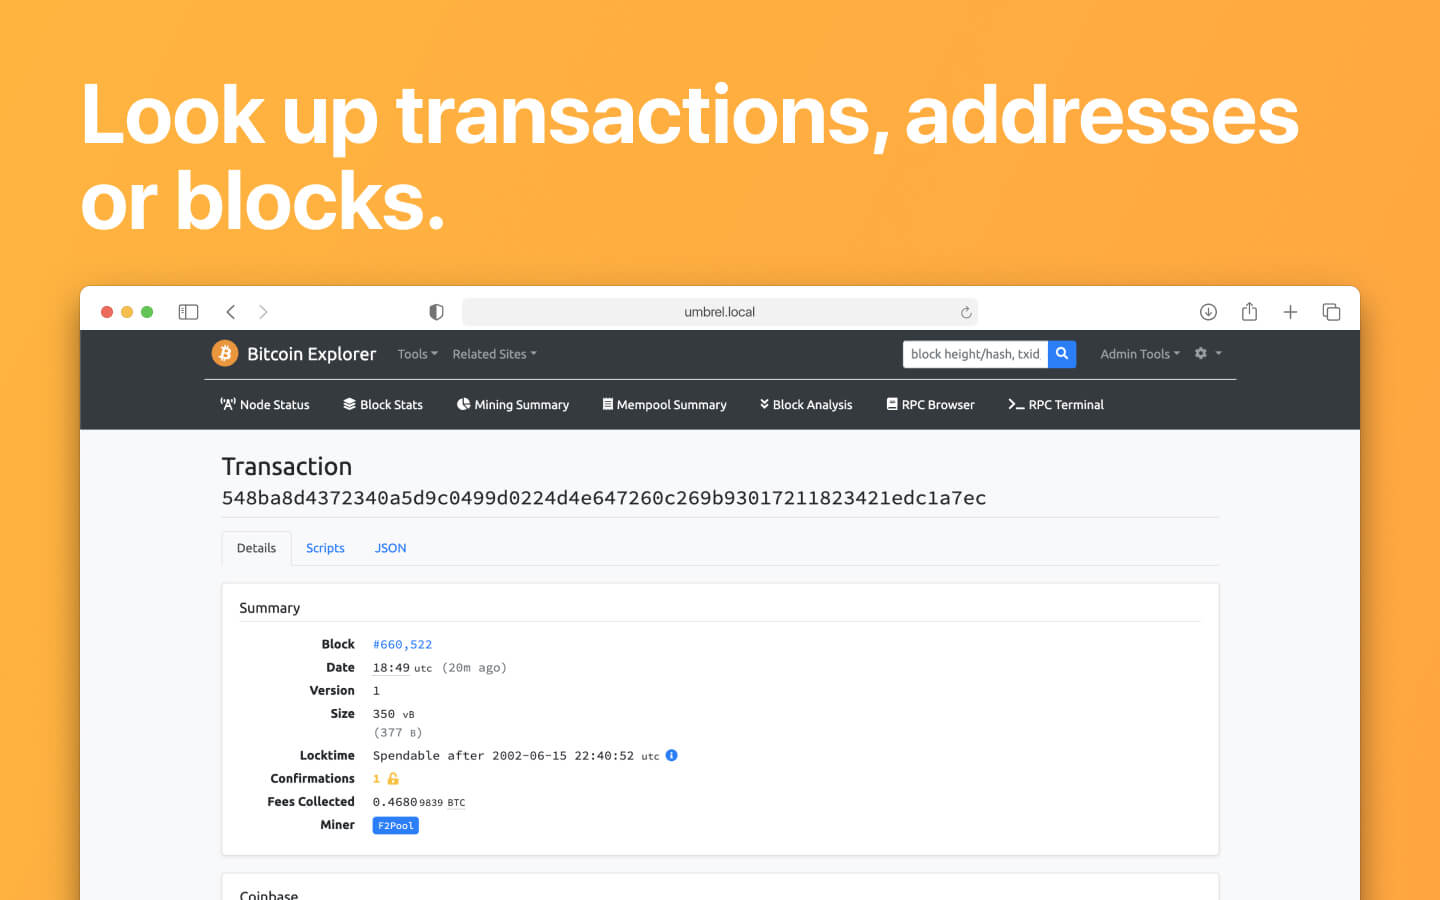 Look up transactions, addresses
or blocks.
umbrel.local
Bitcoin Explorer Tools Related Sites block height/hash, txid Admin Tools
Node Status Block Stats Mining Summary Mempool Summary Block Analysis RPC Browser RPC Terminal
Transaction
548ba8d4372340a5d9c0499d0224d4e647260c269b93017211823421edc1a7ec
Details Scripts JSON
Summary
Block #660,522
Date 18:49 utc (20m ago)
Version 1
Size 350 vB
(377 B)
Locktime Spendable after 2002-06-15 22:40:52 utc
Confirmations 1
Fees Collected 0.46809839 BTC
Miner F2Pool
Coinbase